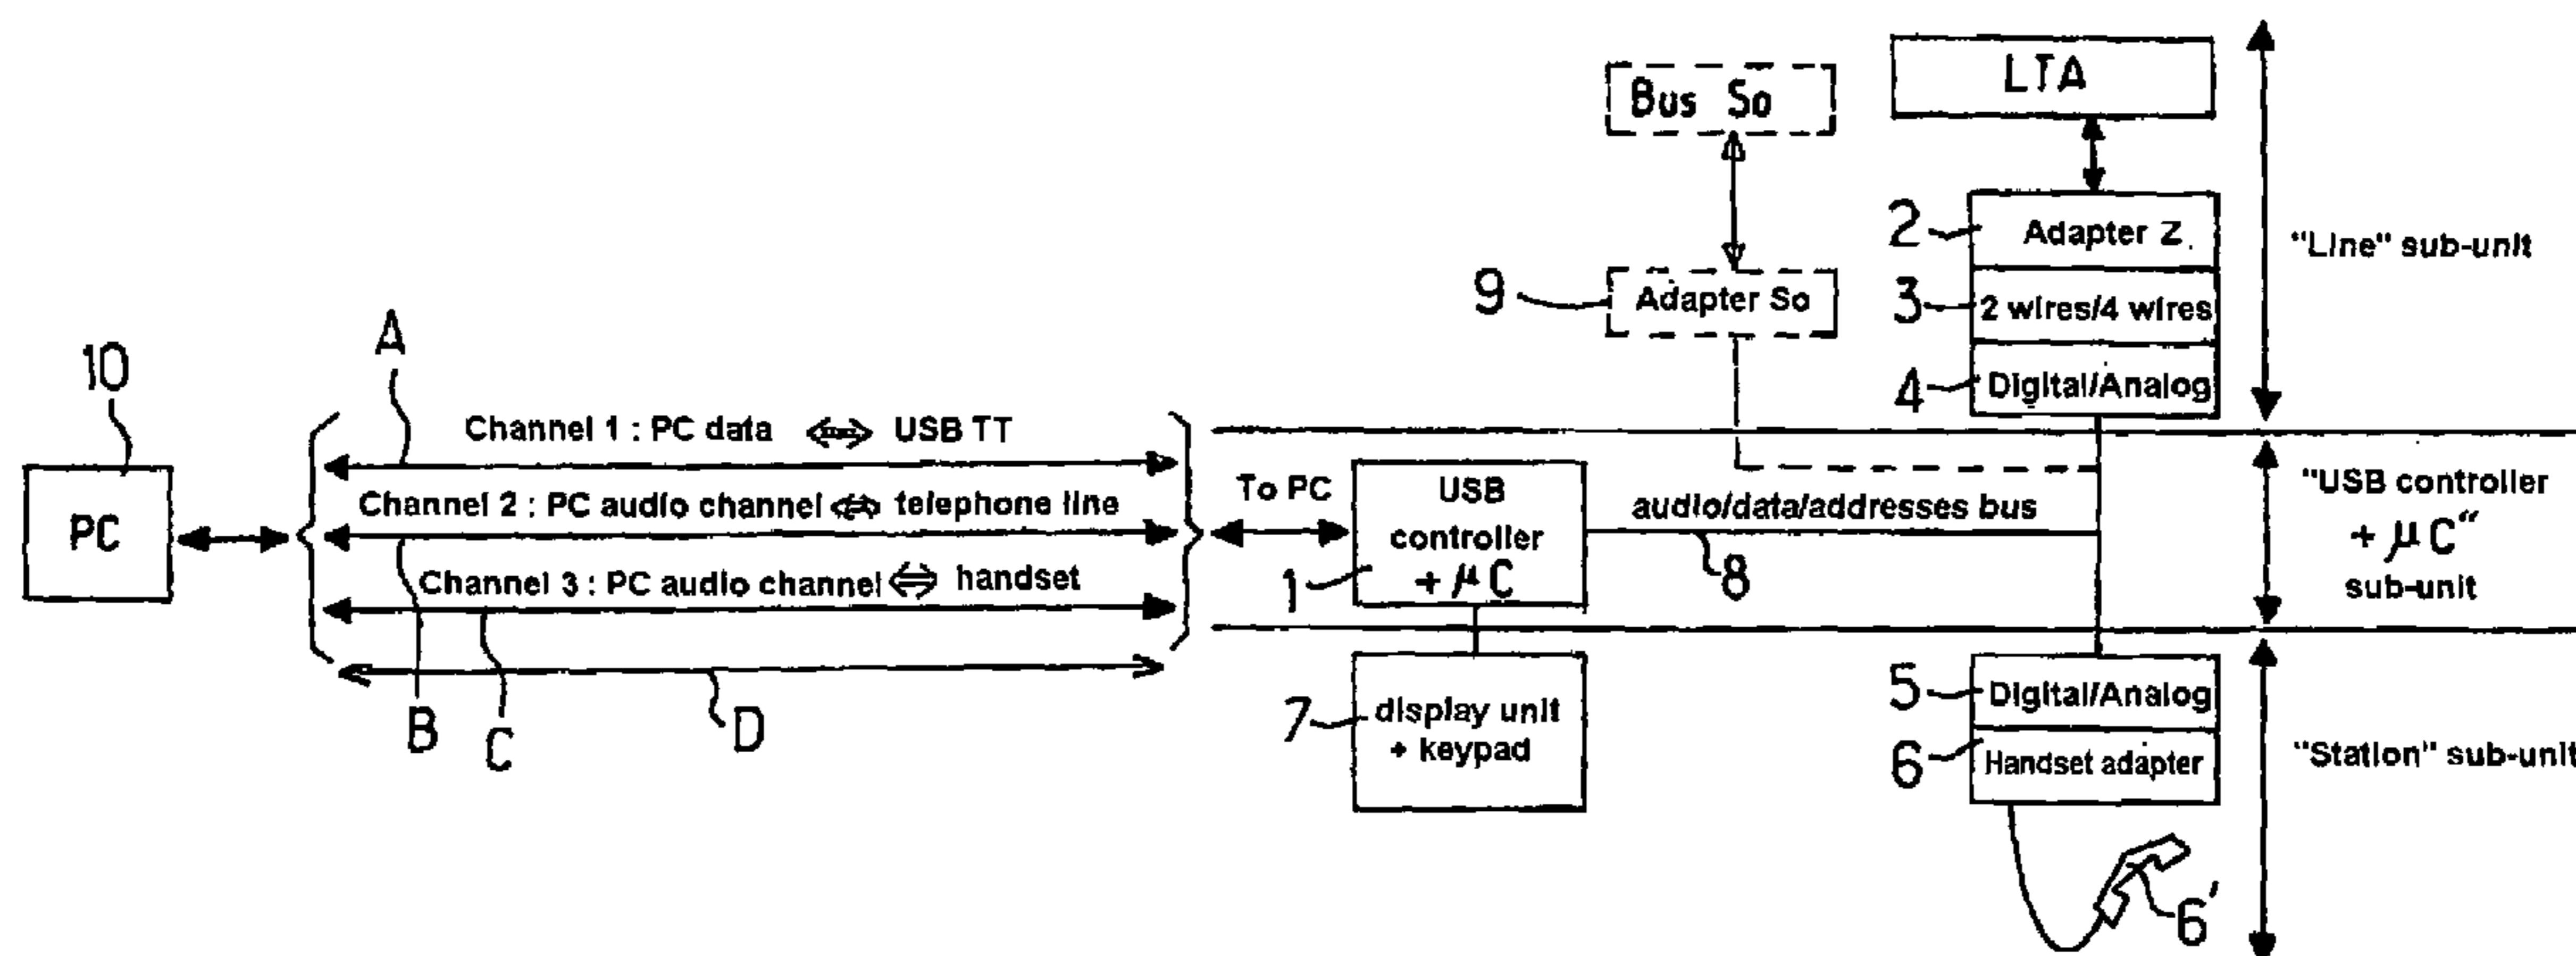 10
PC
A
Channel 1 : PC data ⇔ USB TT
Channel 2 : PC audio channel ⇔ telephone line
Channel 3 : PC audio channel ⇔ handset
B
C
D
To PC
1
USB
controller
+ μC
7
display unit
+ keypad
audio/data/addresses bus
8
Bus So
9
Adapter So
LTA
2
Adapter Z
3
2 wires/4 wires
4
Digital/Analog
5
Digital/Analog
6
Handset adapter
6'
"Line" sub-unit
"USB controller
+ μC"
sub-unit
"Station" sub-unit